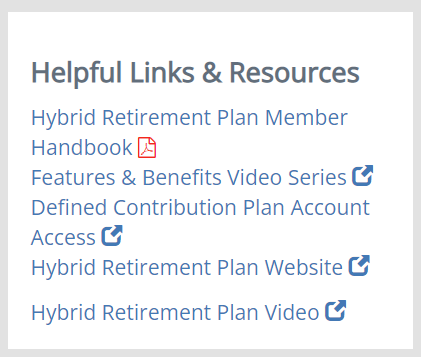 Helpful Links & Resources
Hybrid Retirement Plan Member
Handbook
Features & Benefits Video Series
Defined Contribution Plan Account
Access
Hybrid Retirement Plan Website
Hybrid Retirement Plan Video